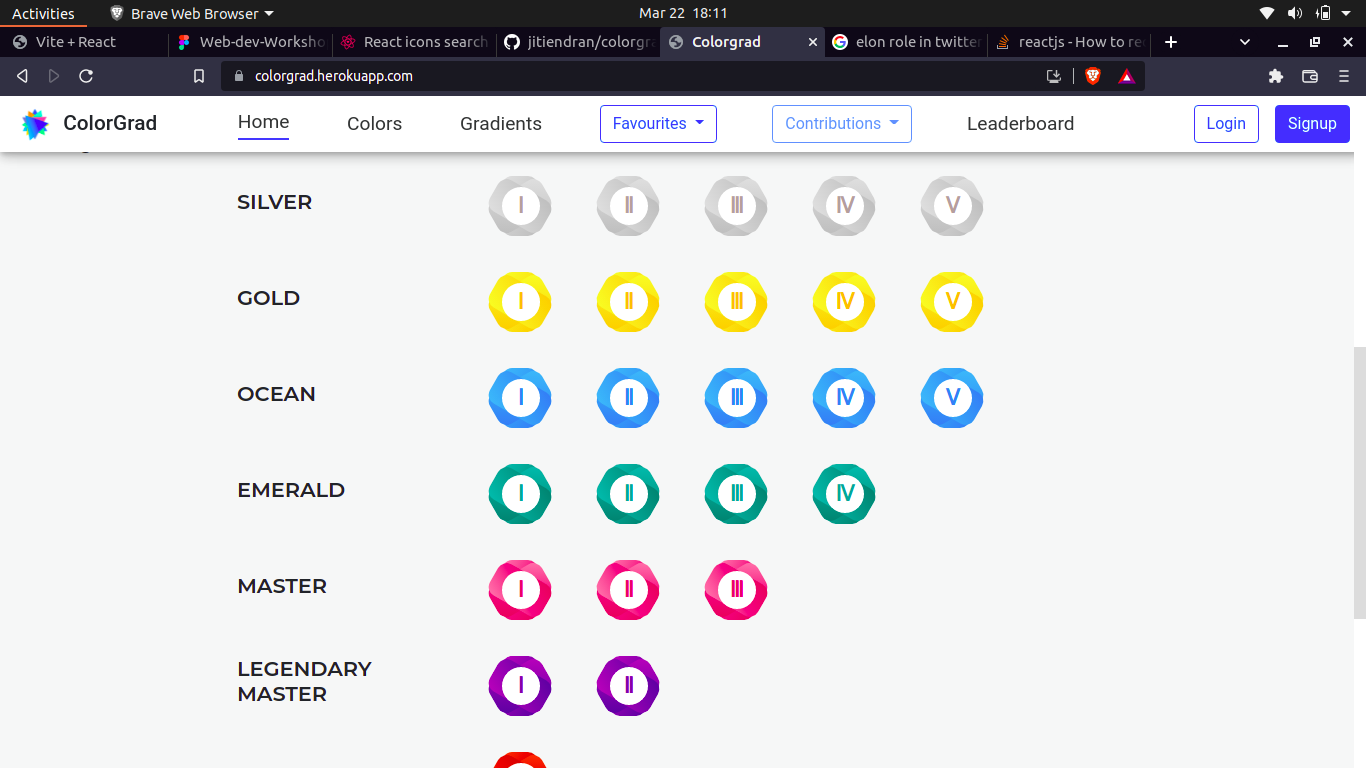 Activities Brave Web Browser Mar 22 18:11
Vite + React Web-dev-Worksho React icons search jitiendran/colorgra Colorgrad elon role in twitter reactjs - How to re
colorgrad.herokuapp.com
ColorGrad Home Colors Gradients Favourites Contributions Leaderboard Login Signup
SILVER I II III IV V
GOLD I II III IV V
OCEAN I II III IV V
EMERALD I II III IV
MASTER I II III
LEGENDARY
MASTER I II